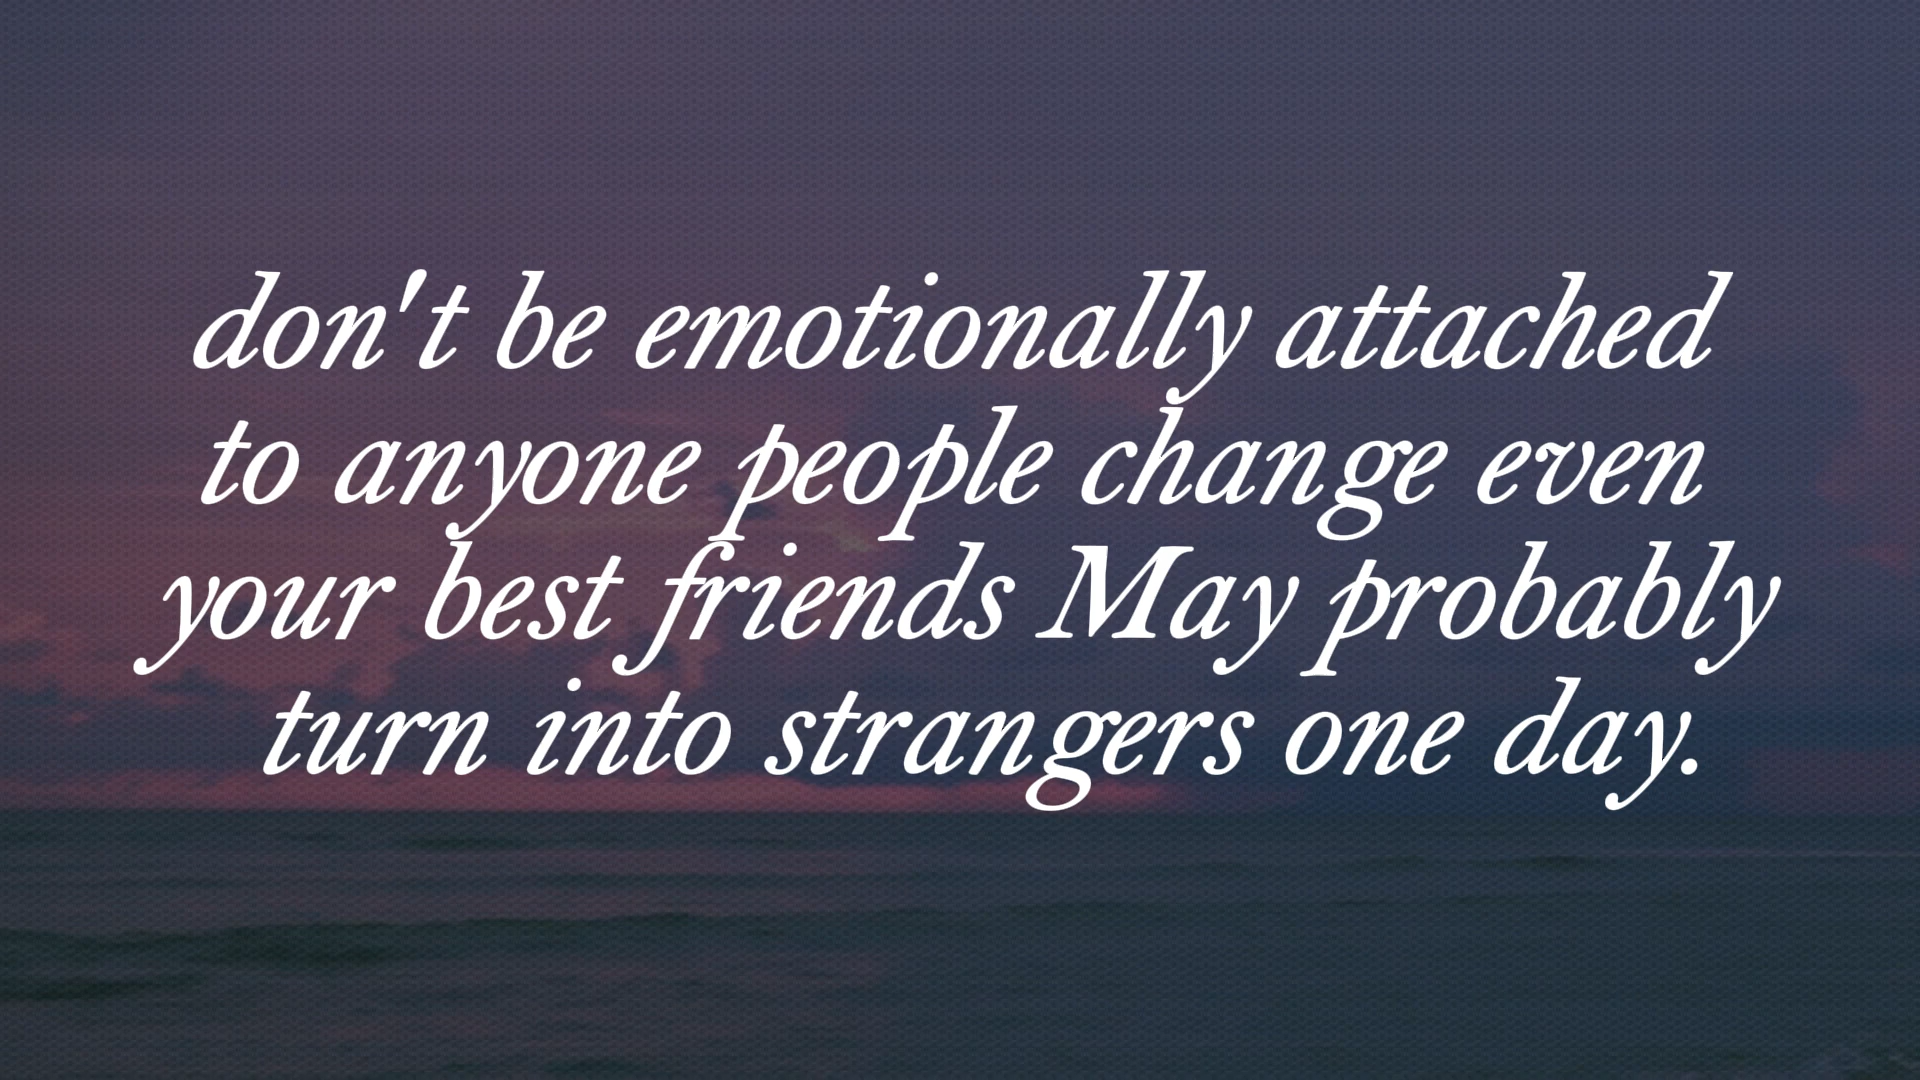 don't be emotionally attached
to anyone people change even
your best friends May probably
turn into strangers one day.